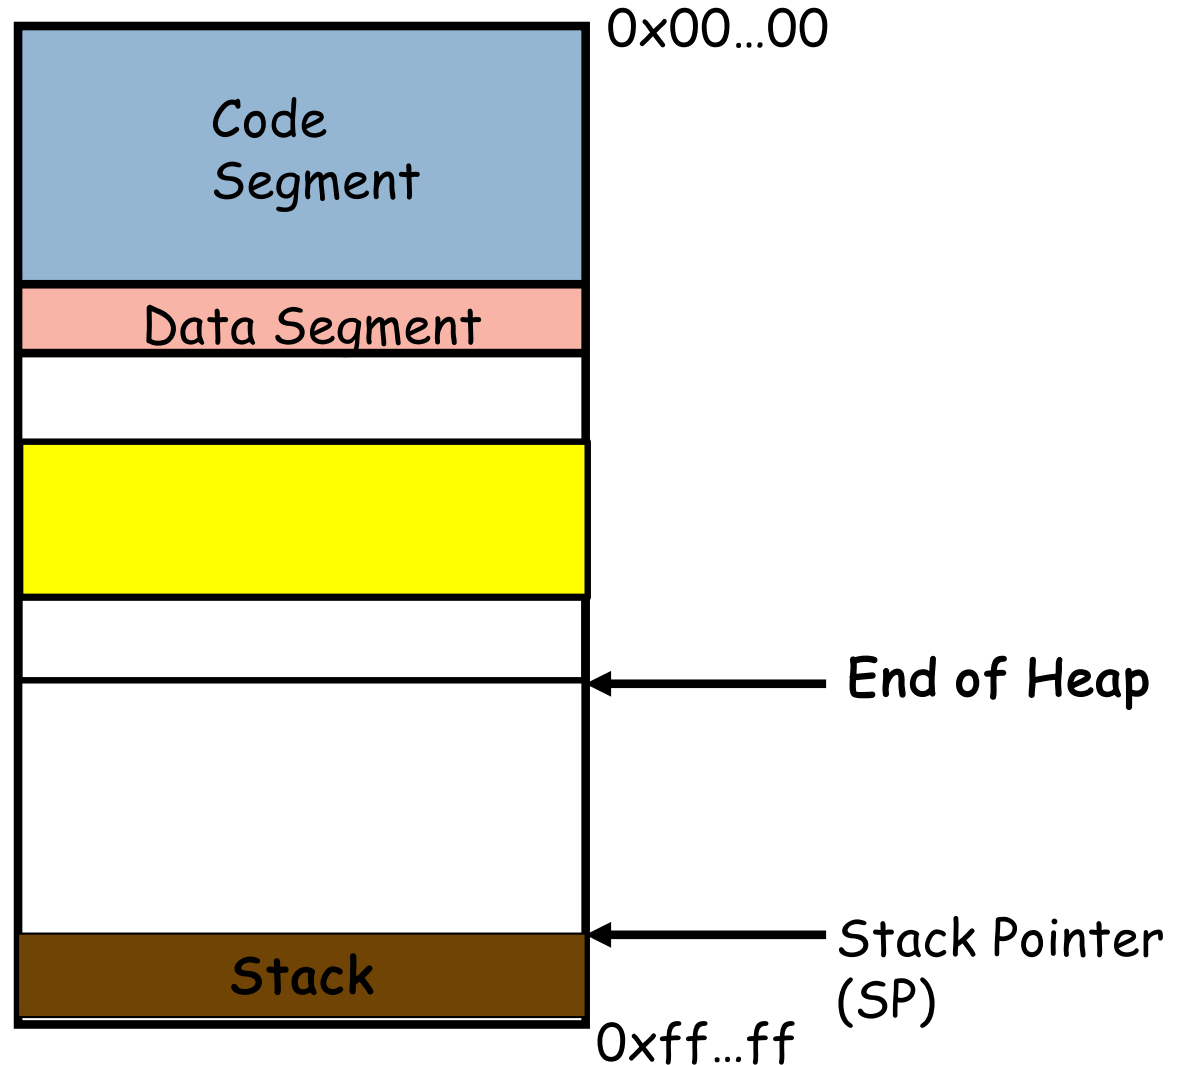 0x00...00
Code
Segment
Data Segment
End of Heap
Stack Pointer
(SP)
Stack
0xff...ff